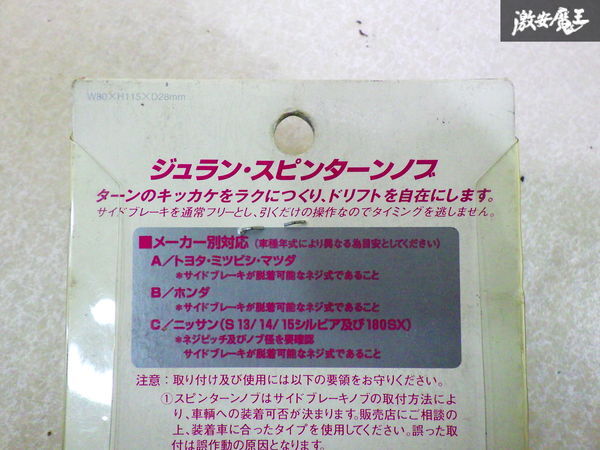 激安魔王
W80×H115×D28mm
ジュラン・スピンターンノブ
ターンのキッカケをラクにつくり、ドリフトを自在にします。
サイドブレーキを通常フリーとし、引くだけの操作なのでタイミングを逃しません。
■メーカー別対応（車種年式により異なる為目安としてください）
A／トヨタ・ミツビシ・マツダ
＊サイドブレーキが脱着可能なネジ式であること
B／ホンダ
＊サイドブレーキが脱着可能なネジ式であること
C／ニッサン（S13/14/15シルビア及び180SX）
＊ネジピッチ及びノブ径を要確認
サイドブレーキが脱着可能なネジ式であること
注意：取り付け及び使用には以下の要領をお守りください。
①スピンターンノブはサイドブレーキノブの取付方法によ
り、車輌への装着可否が決まります。販売店にご相談の
上、装着車に合ったタイプを使用してください。誤った取
付は誤作動の原因となります。